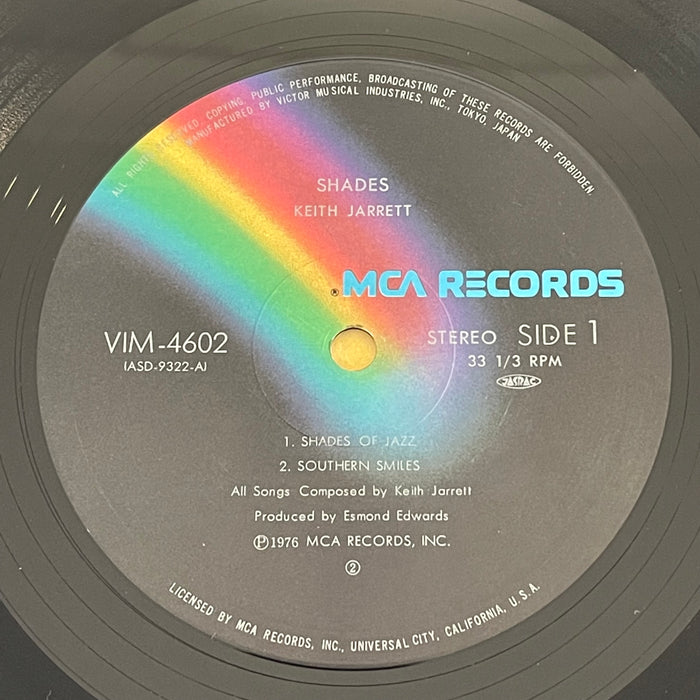 ALL RIGHTS RESERVED. COPYING, PUBLIC PERFORMANCE, BROADCASTING OF THESE RECORDS ARE FORBIDDEN.
MANUFACTURED BY VICTOR MUSICAL INDUSTRIES, INC., TOKYO, JAPAN
SHADES
KEITH JARRETT
® MCA RECORDS
VIM-4602
(ASD-9322-A)
STEREO SIDE 1
33 1/3 RPM
JASRAC
1. SHADES OF JAZZ
2. SOUTHERN SMILES
All Songs Composed by Keith Jarrett
Produced by Esmond Edwards
Ⓟ1976 MCA RECORDS, INC.
②
LICENSED BY MCA RECORDS, INC., UNIVERSAL CITY, CALIFORNIA, U.S.A.